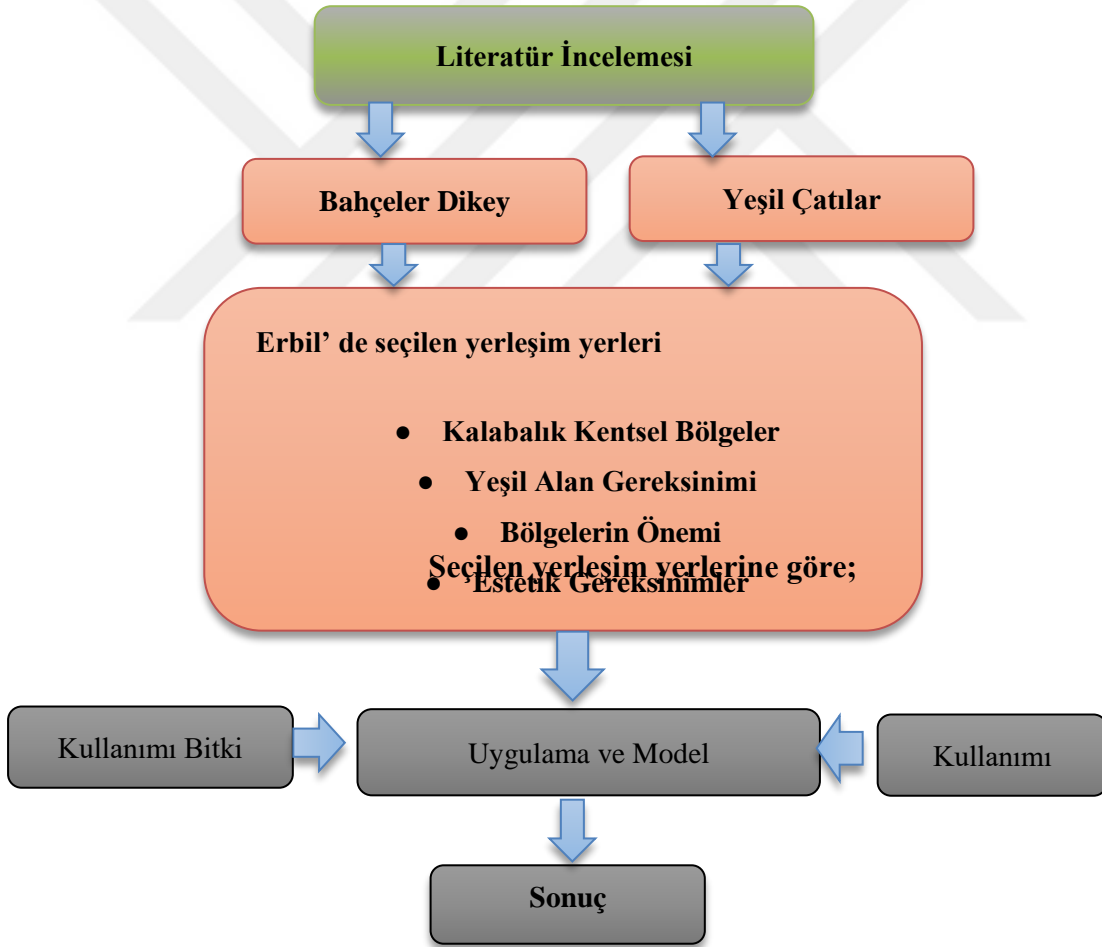 Literatür İncelemesi
Bahçeler Dikey
Yeşil Çatılar
Erbil’ de seçilen yerleşim yerleri
● Kalabalık Kentsel Bölgeler
● Yeşil Alan Gereksinimi
● Bölgelerin Önemi
Seçilen yerleşim yerlerine göre;
● Estetik Gereksinimler
Kullanımı Bitki
Uygulama ve Model
Kullanımı
Sonuç